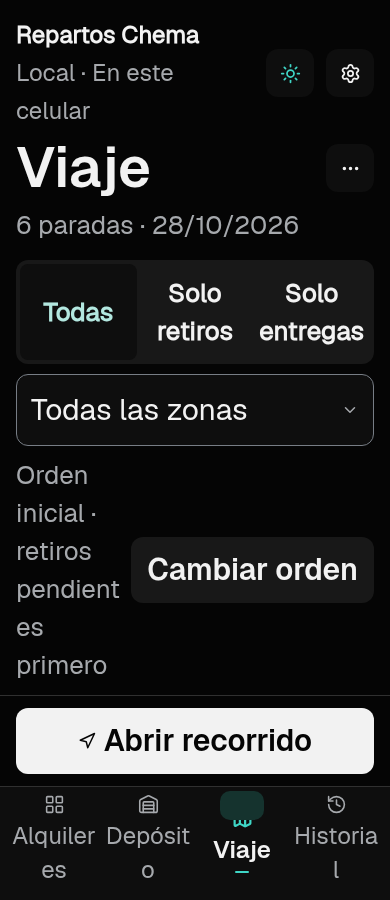 Repartos Chema
Local · En este
celular
Viaje
6 paradas · 28/10/2026
Todas
Solo
retiros
Solo
entregas
Todas las zonas
Orden
inicial ·
retiros
pendient
es
primero
Cambiar orden
Abrir recorrido
Alquiler
es
Depósit
o
Viaje
Historia
l